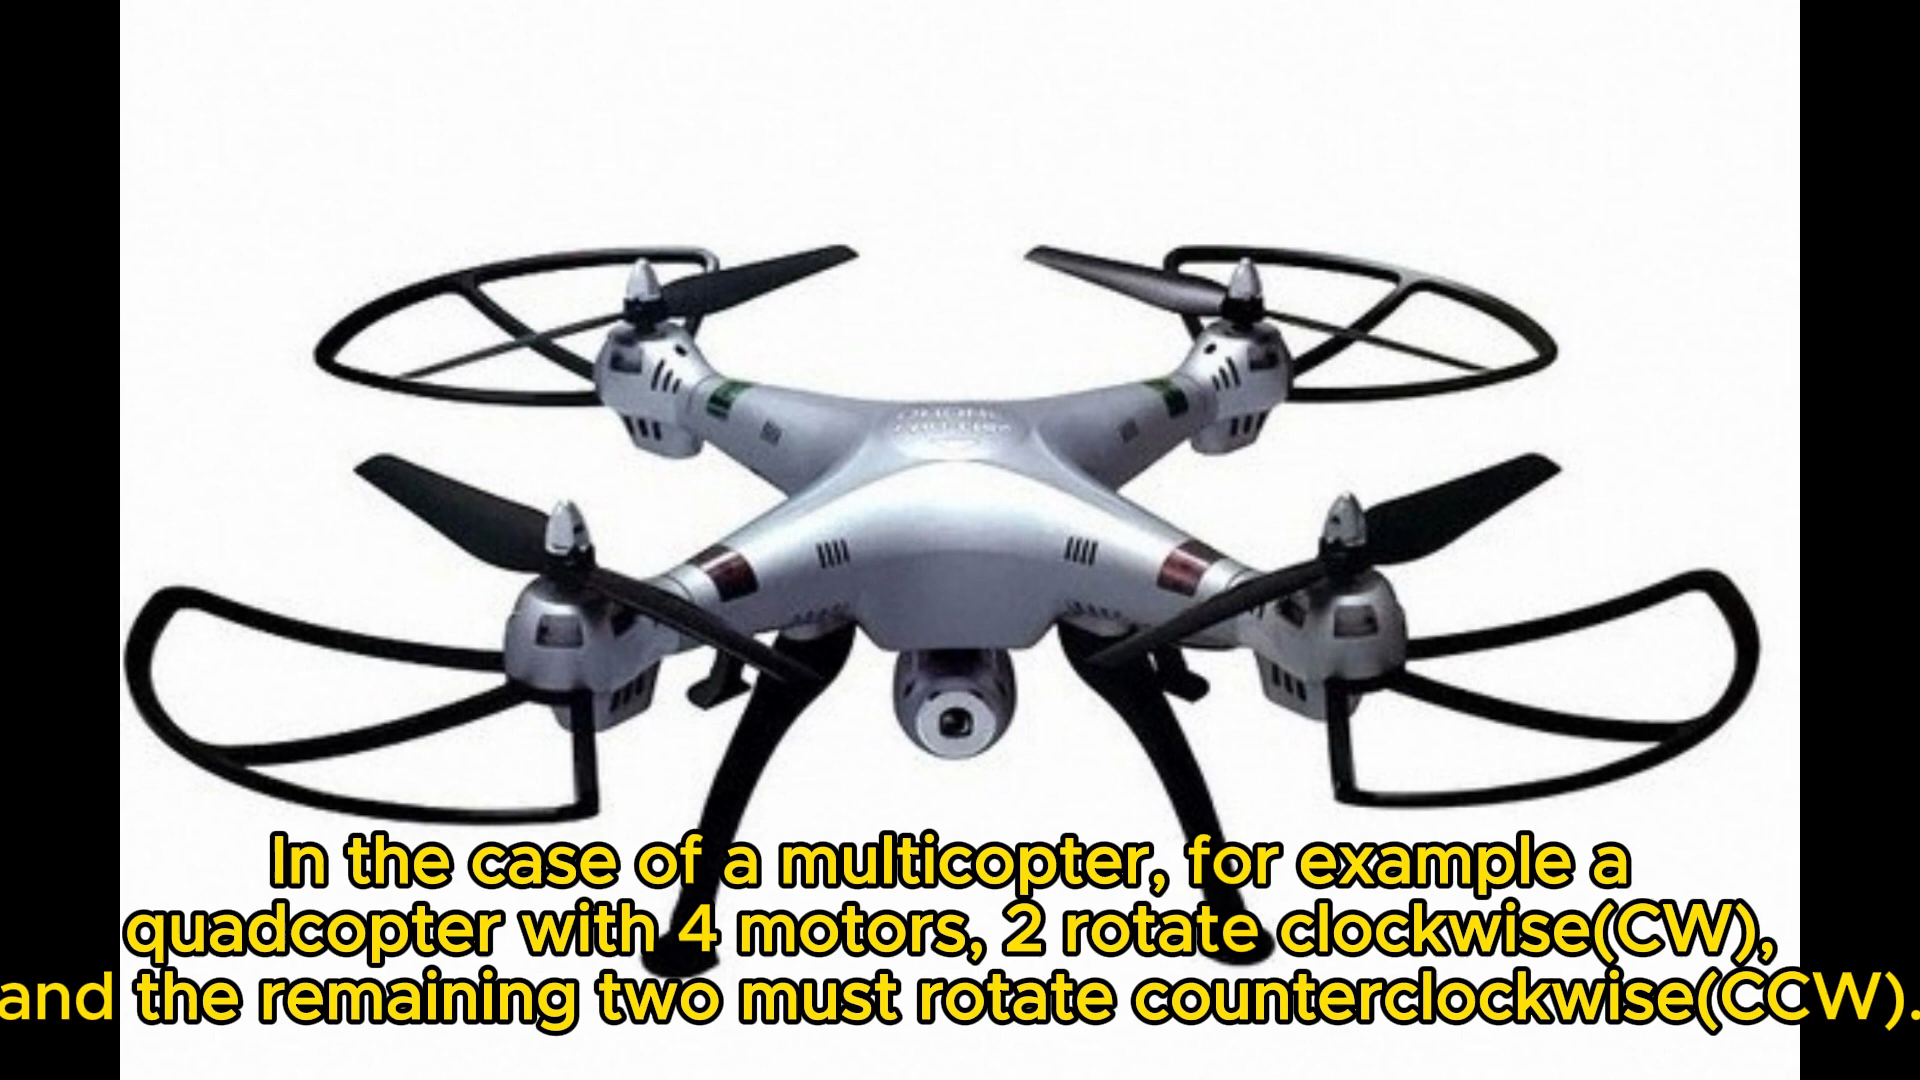 In the case of a multicopter, for example a
quadcopter with 4 motors, 2 rotate clockwise(CW),
and the remaining two must rotate counterclockwise(CCW).